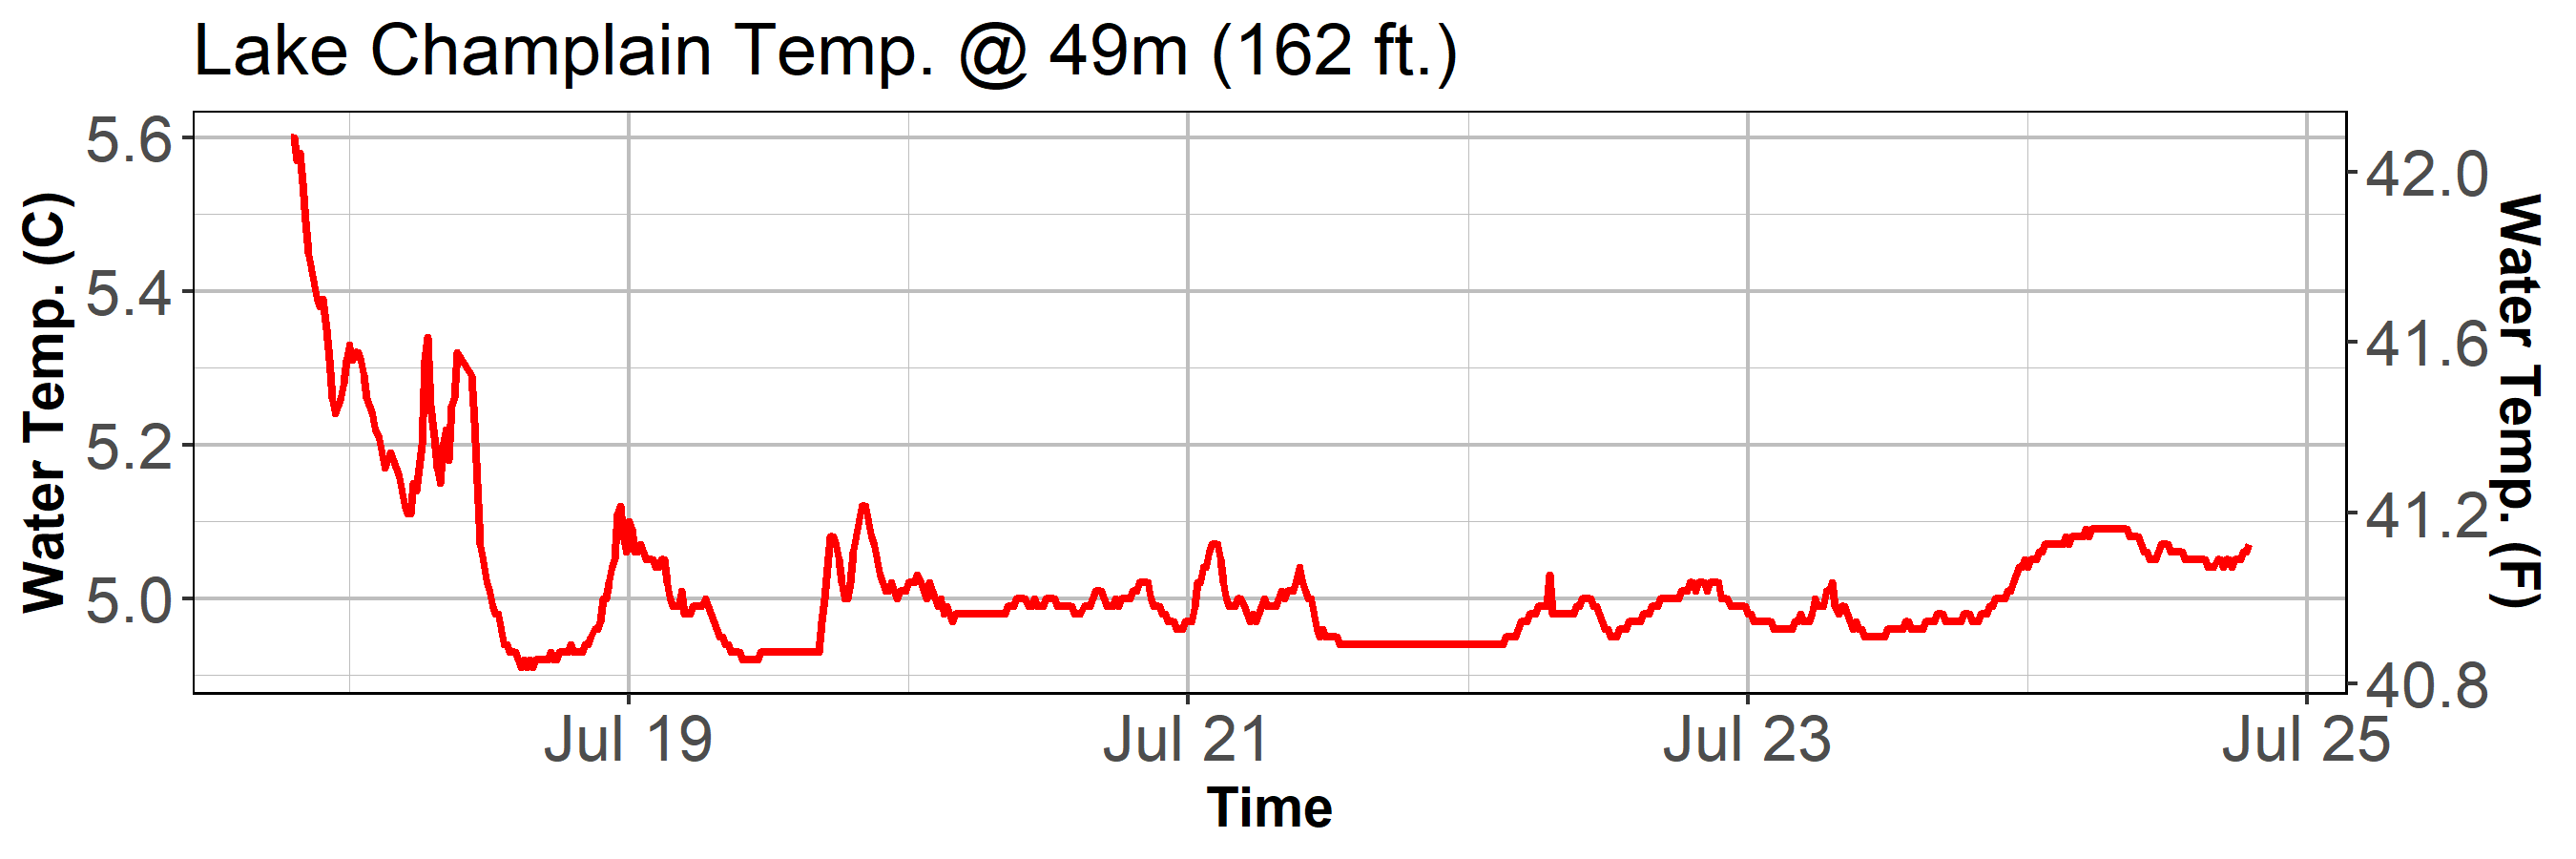 Lake Champlain Temp. @ 49m (162 ft.)
Water Temp. (C)
5.6
5.4
5.2
5.0
42.0
41.6
41.2
40.8
Water Temp. (F)
Jul 19
Jul 21
Jul 23
Jul 25
Time